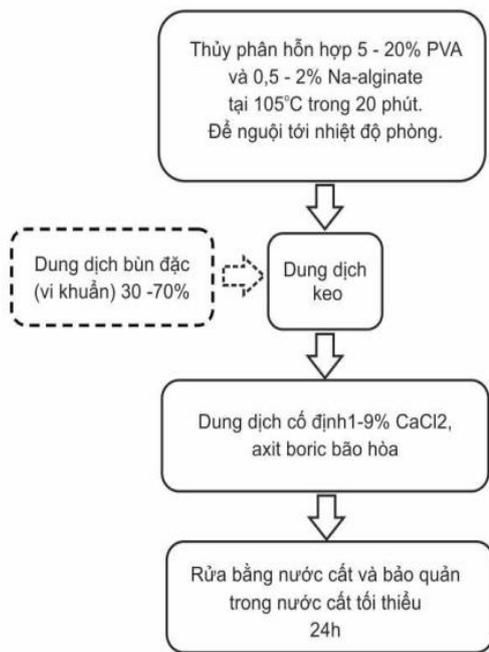 Thủy phân hỗn hợp 5 - 20% PVA
và 0,5 - 2% Na-alginate
tại 105°C trong 20 phút.
Để nguội tới nhiệt độ phòng.
Dung dịch bùn đặc
(vi khuẩn) 30 -70%
Dung dịch
keo
Dung dịch cố định1-9% CaCl2,
axit boric bão hòa
Rửa bằng nước cất và bảo quản
trong nước cất tối thiểu
24h